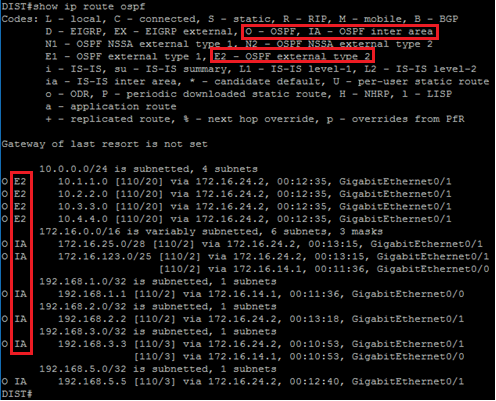 DIST#show ip route ospf
Codes: L - local, C - connected, S - static, R - RIP, M - mobile, B - BGP
D - EIGRP, EX - EIGRP external, O - OSPF, IA - OSPF inter area
N1 - OSPF NSSA external type 1, N2 - OSPF NSSA external type 2
E1 - OSPF external type 1, E2 - OSPF external type 2
i - IS-IS, su - IS-IS summary, L1 - IS-IS level-1, L2 - IS-IS level-2
ia - IS-IS inter area, * - candidate default, U - per-user static route
o - ODR, P - periodic downloaded static route, H - NHRP, l - LISP
a - application route
+ - replicated route, % - next hop override, p - overrides from PfR
Gateway of last resort is not set
10.0.0.0/24 is subnetted, 4 subnets
O E2 10.1.1.0 [110/20] via 172.16.24.2, 00:12:35, GigabitEthernet0/1
O E2 10.2.2.0 [110/20] via 172.16.24.2, 00:12:35, GigabitEthernet0/1
O E2 10.3.3.0 [110/20] via 172.16.24.2, 00:12:35, GigabitEthernet0/1
O E2 10.4.4.0 [110/20] via 172.16.24.2, 00:12:35, GigabitEthernet0/1
172.16.0.0/16 is variably subnetted, 6 subnets, 3 masks
O IA 172.16.25.0/28 [110/2] via 172.16.24.2, 00:13:15, GigabitEthernet0/1
O IA 172.16.123.0/25 [110/2] via 172.16.24.2, 00:13:15, GigabitEthernet0/1
[110/2] via 172.16.14.1, 00:11:36, GigabitEthernet0/0
192.168.1.0/32 is subnetted, 1 subnets
O IA 192.168.1.1 [110/2] via 172.16.14.1, 00:11:36, GigabitEthernet0/0
192.168.2.0/32 is subnetted, 1 subnets
O IA 192.168.2.2 [110/2] via 172.16.24.2, 00:13:18, GigabitEthernet0/1
192.168.3.0/32 is subnetted, 1 subnets
O IA 192.168.3.3 [110/3] via 172.16.24.2, 00:10:53, GigabitEthernet0/1
[110/3] via 172.16.14.1, 00:10:53, GigabitEthernet0/0
192.168.5.0/32 is subnetted, 1 subnets
O IA 192.168.5.5 [110/3] via 172.16.24.2, 00:12:40, GigabitEthernet0/1
DIST#